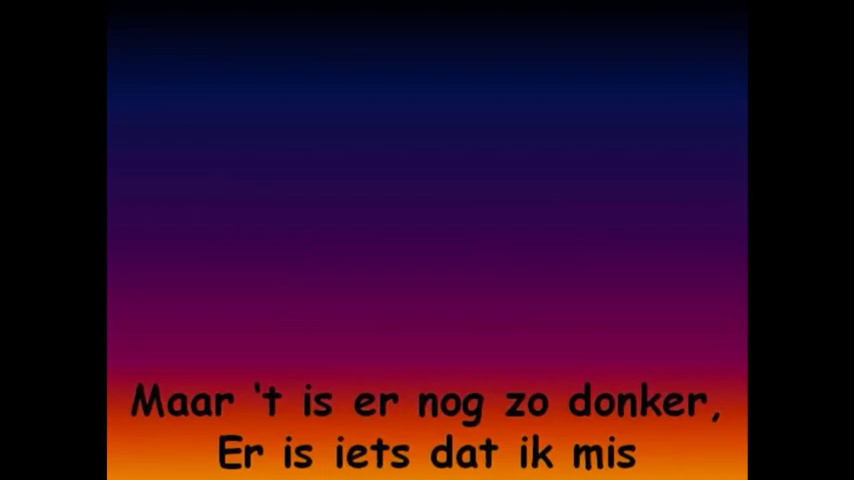 Maar ‘t is er nog zo donker,
Er is iets dat ik mis